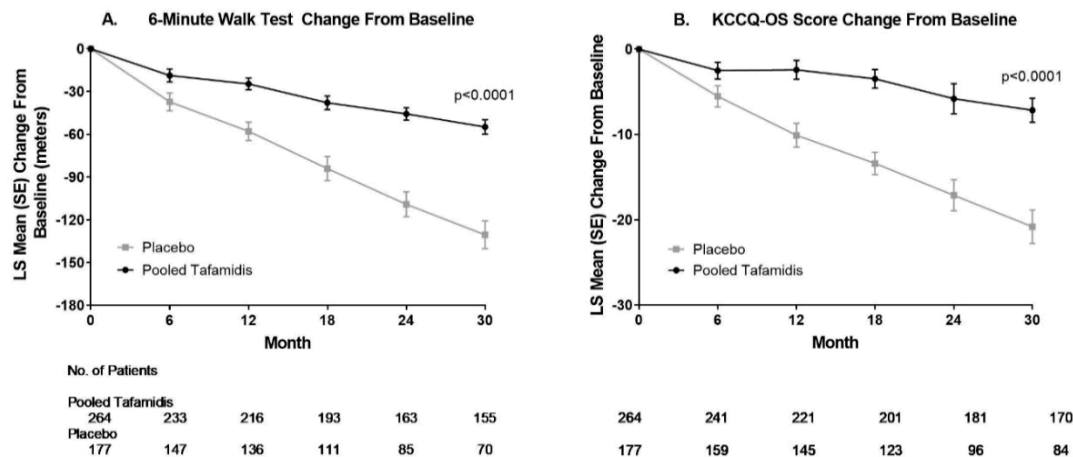 A. 6-Minute Walk Test Change From Baseline
LS Mean (SE) Change From
Baseline (meters)
0
-30
-60
-90
-120
-150
-180
p<0.0001
Placebo
Pooled Tafamidis
0 6 12 18 24 30
Month
B. KCCQ-OS Score Change From Baseline
LS Mean (SE) Change From Baseline
0
-10
-20
-30
p<0.0001
Placebo
Pooled Tafamidis
0 6 12 18 24 30
Month
No. of Patients
Pooled Tafamidis
264 233 216 193 163 155 264 241 221 201 181 170
Placebo
177 147 136 111 85 70 177 159 145 123 96 84